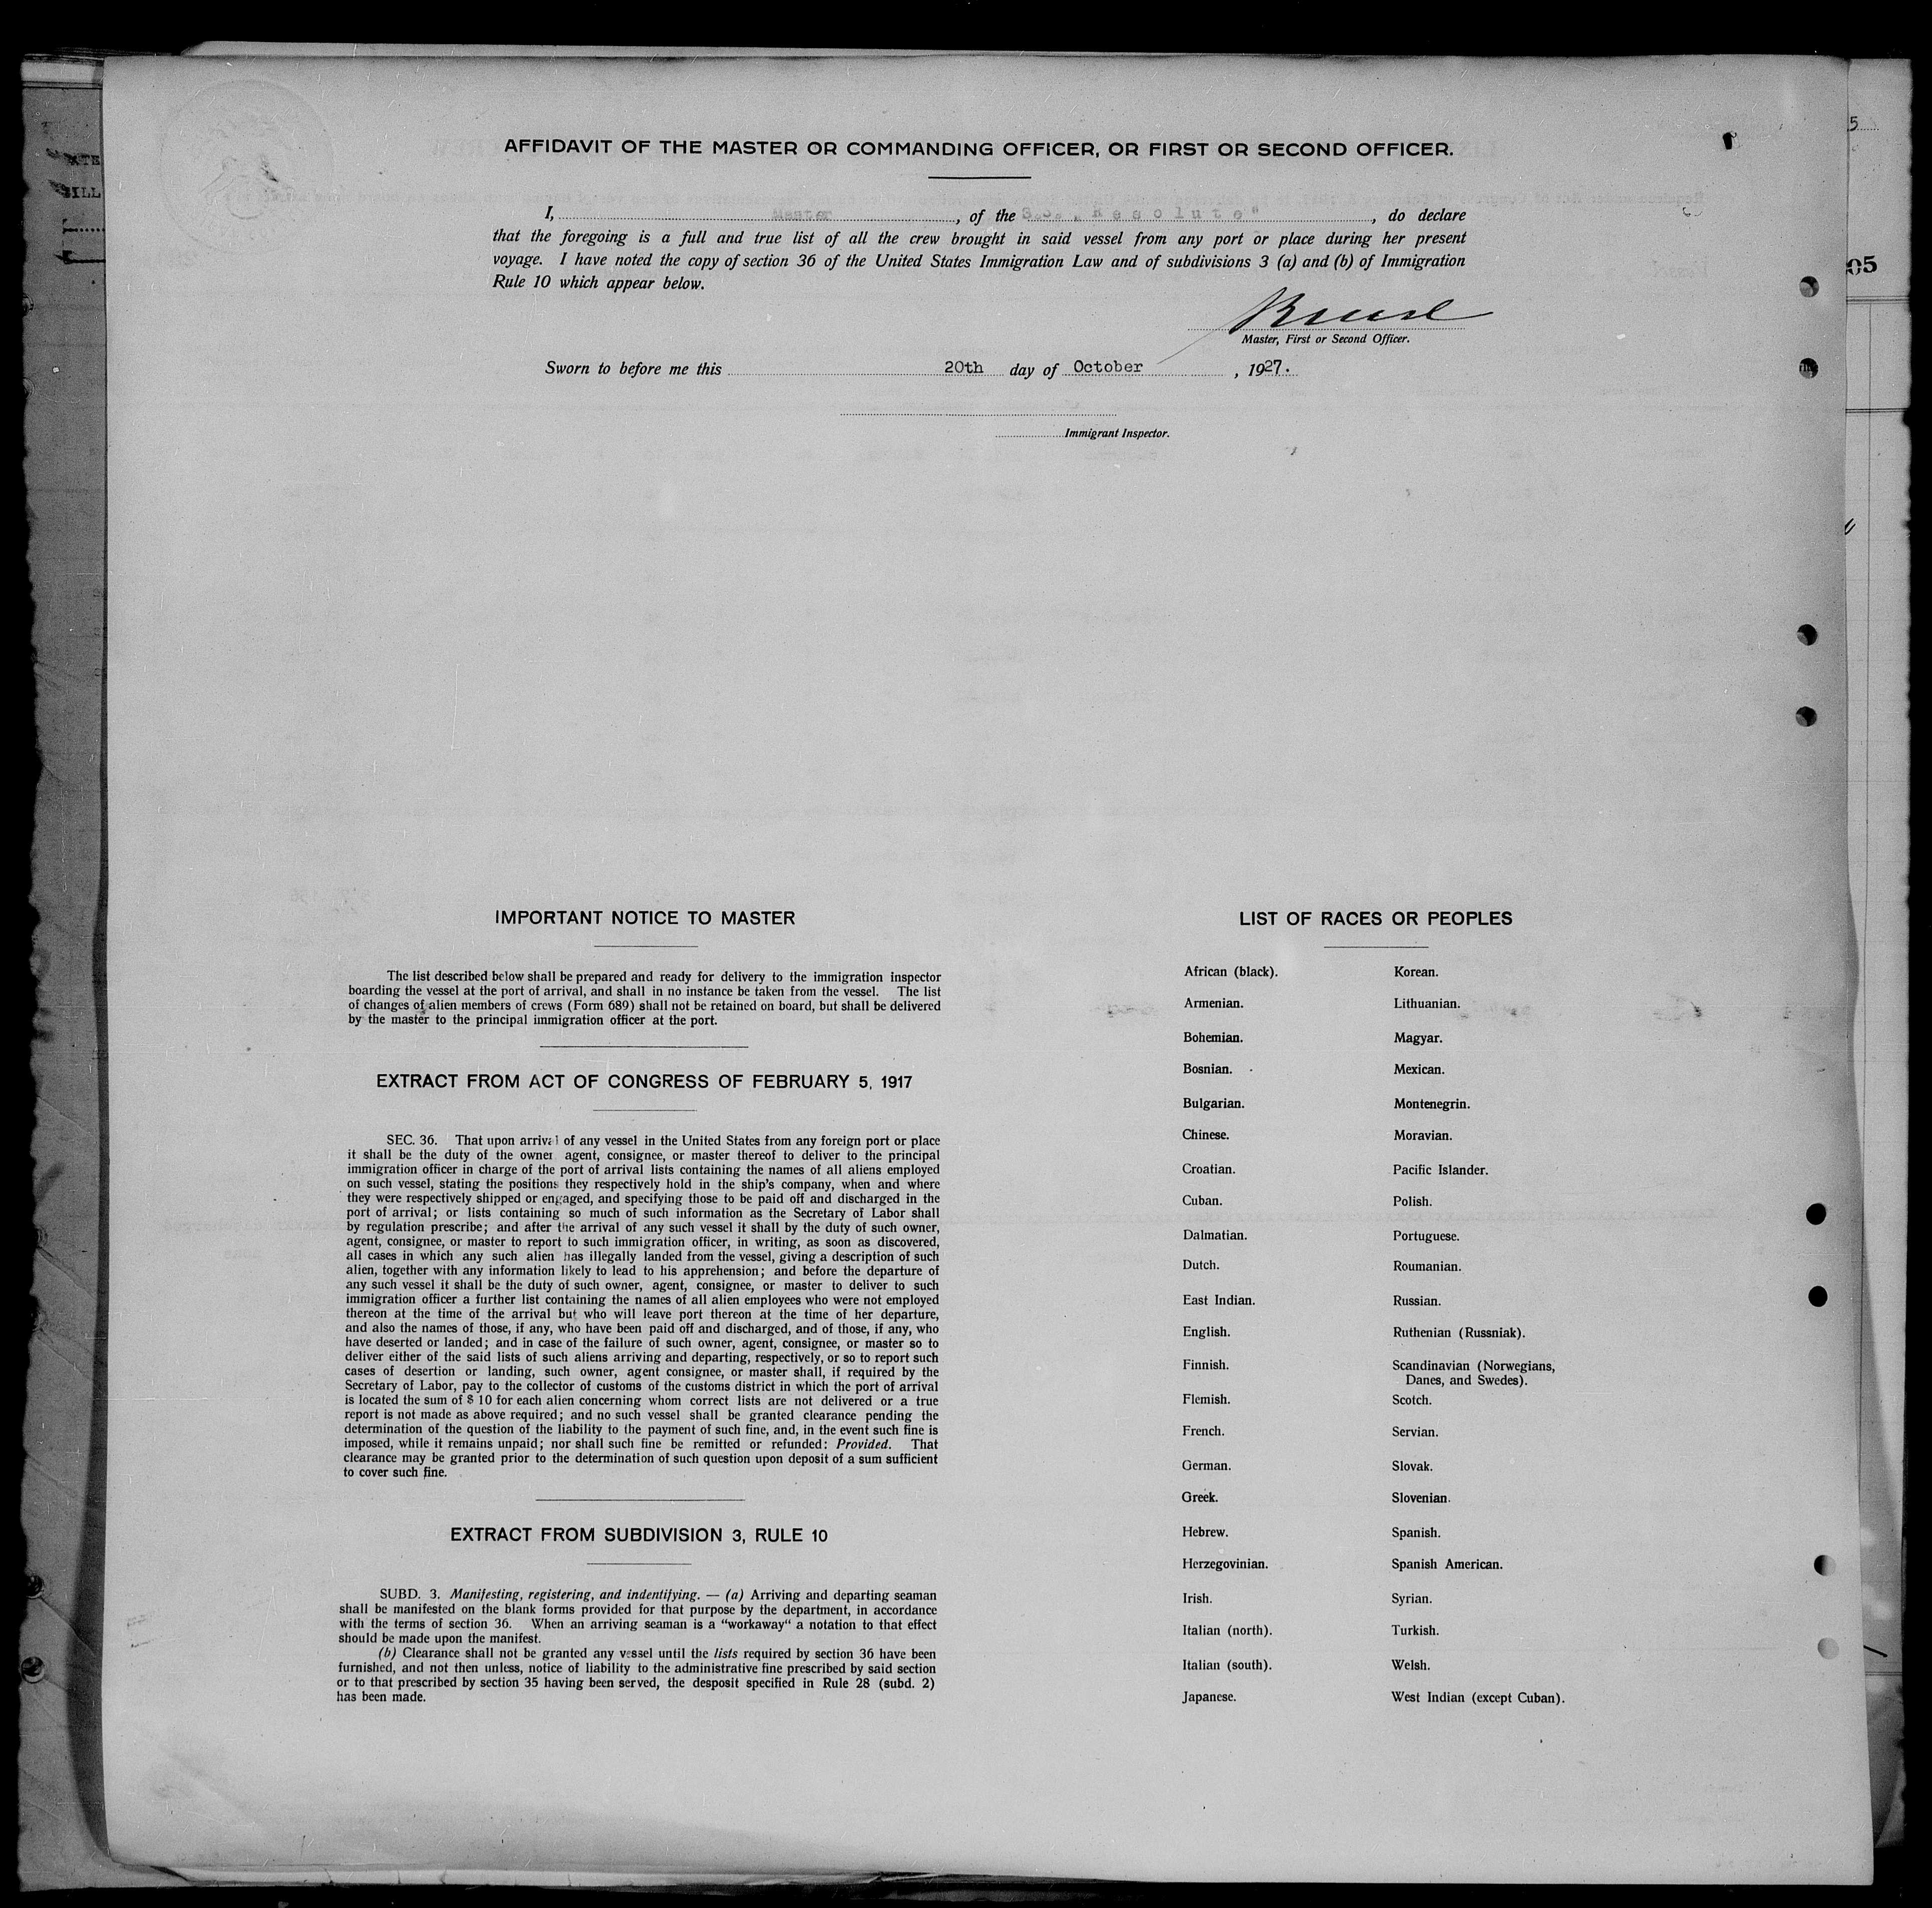 AFFIDAVIT OF THE MASTER OR COMMANDING OFFICER, OR FIRST OR SECOND OFFICER.
I, Master, of the S.S. „Resolute", do declare
that the foregoing is a full and true list of all the crew brought in said vessel from any port or place during her present
voyage. I have noted the copy of section 36 of the United States Immigration Law and of subdivisions 3 (a) and (b) of Immigration
Rule 10 which appear below.
Master, First or Second Officer.
Sworn to before me this 20th day of October, 1927.
Immigrant Inspector.
IMPORTANT NOTICE TO MASTER
The list described below shall be prepared and ready for delivery to the immigration inspector
boarding the vessel at the port of arrival, and shall in no instance be taken from the vessel. The list
of changes of alien members of crews (Form 689) shall not be retained on board, but shall be delivered
by the master to the principal immigration officer at the port.
EXTRACT FROM ACT OF CONGRESS OF FEBRUARY 5, 1917
SEC. 36. That upon arrival of any vessel in the United States from any foreign port or place
it shall be the duty of the owner agent, consignee, or master thereof to deliver to the principal
immigration officer in charge of the port of arrival lists containing the names of all aliens employed
on such vessel, stating the positions they respectively hold in the ship's company, when and where
they were respectively shipped or engaged, and specifying those to be paid off and discharged in the
port of arrival; or lists containing so much of such information as the Secretary of Labor shall
by regulation prescribe; and after the arrival of any such vessel it shall by the duty of such owner,
agent, consignee, or master to report to such immigration officer, in writing, as soon as discovered,
all cases in which any such alien has illegally landed from the vessel, giving a description of such
alien, together with any information likely to lead to his apprehension; and before the departure of
any such vessel it shall be the duty of such owner, agent, consignee, or master to deliver to such
immigration officer a further list containing the names of all alien employees who were not employed
thereon at the time of the arrival but who will leave port thereon at the time of her departure,
and also the names of those, if any, who have been paid off and discharged, and of those, if any, who
have deserted or landed; and in case of the failure of such owner, agent, consignee, or master so to
deliver either of the said lists of such aliens arriving and departing, respectively, or so to report such
cases of desertion or landing, such owner, agent consignee, or master shall, if required by the
Secretary of Labor, pay to the collector of customs of the customs district in which the port of arrival
is located the sum of $ 10 for each alien concerning whom correct lists are not delivered or a true
report is not made as above required; and no such vessel shall be granted clearance pending the
determination of the question of the liability to the payment of such fine, and, in the event such fine is
imposed, while it remains unpaid; nor shall such fine be remitted or refunded: Provided. That
clearance may be granted prior to the determination of such question upon deposit of a sum sufficient
to cover such fine.
EXTRACT FROM SUBDIVISION 3, RULE 10
SUBD. 3. Manifesting, registering, and indentifying. — (a) Arriving and departing seaman
shall be manifested on the blank forms provided for that purpose by the department, in accordance
with the terms of section 36. When an arriving seaman is a “workaway“ a notation to that effect
should be made upon the manifest.
(b) Clearance shall not be granted any vessel until the lists required by section 36 have been
furnished, and not then unless, notice of liability to the administrative fine prescribed by said section
or to that prescribed by section 35 having been served, the desposit specified in Rule 28 (subd. 2)
has been made.
LIST OF RACES OR PEOPLES
African (black). Korean.
Armenian. Lithuanian.
Bohemian. Magyar.
Bosnian. Mexican.
Bulgarian. Montenegrin.
Chinese. Moravian.
Croatian. Pacific Islander.
Cuban. Polish.
Dalmatian. Portuguese.
Dutch. Roumanian.
East Indian. Russian.
English. Ruthenian (Russniak).
Finnish. Scandinavian (Norwegians,
Danes, and Swedes).
Flemish. Scotch.
French. Servian.
German. Slovak.
Greek. Slovenian.
Hebrew. Spanish.
Herzegovinian. Spanish American.
Irish. Syrian.
Italian (north). Turkish.
Italian (south). Welsh.
Japanese. West Indian (except Cuban).